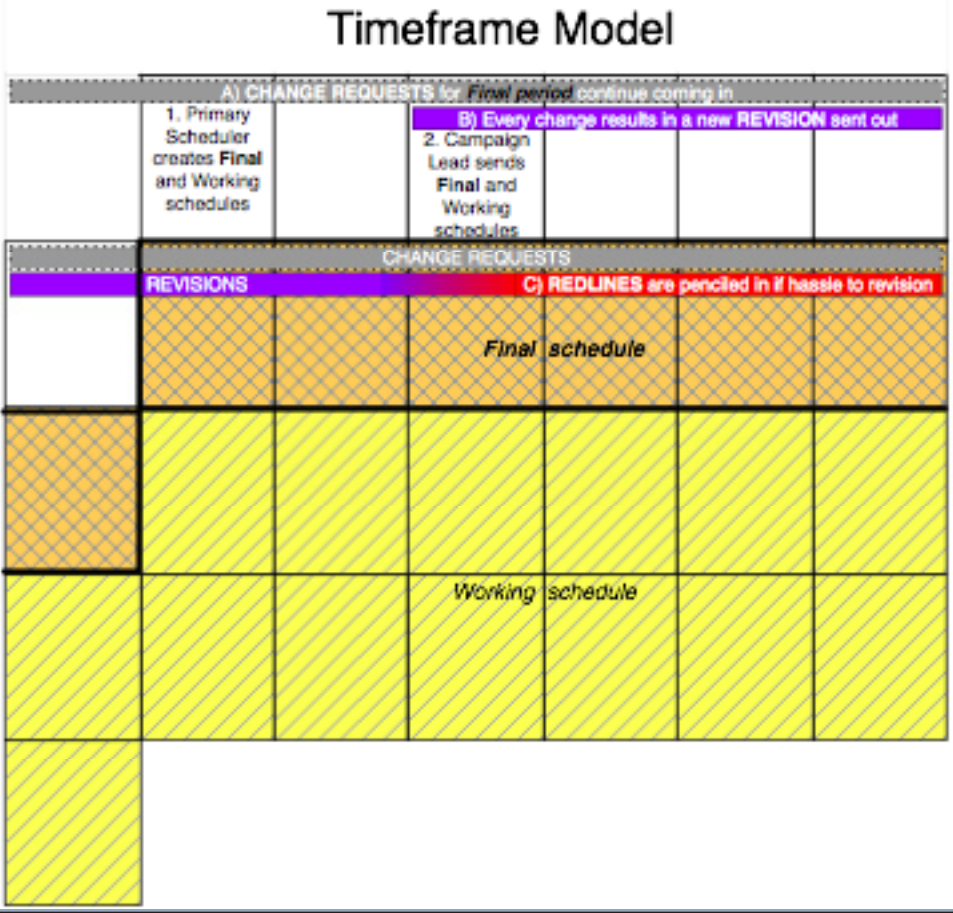 Timeframe Model
A) CHANGE REQUESTS for Final period continue coming in
B) Every change results in a new REVISION sent out
1. Primary
Scheduler
creates Final
and Working
schedules
2. Campaign
Lead sends
Final and
Working
schedules
CHANGE REQUESTS
REVISIONS
C) REDLINES are penciled in if hassle to revision
Final schedule
Working schedule